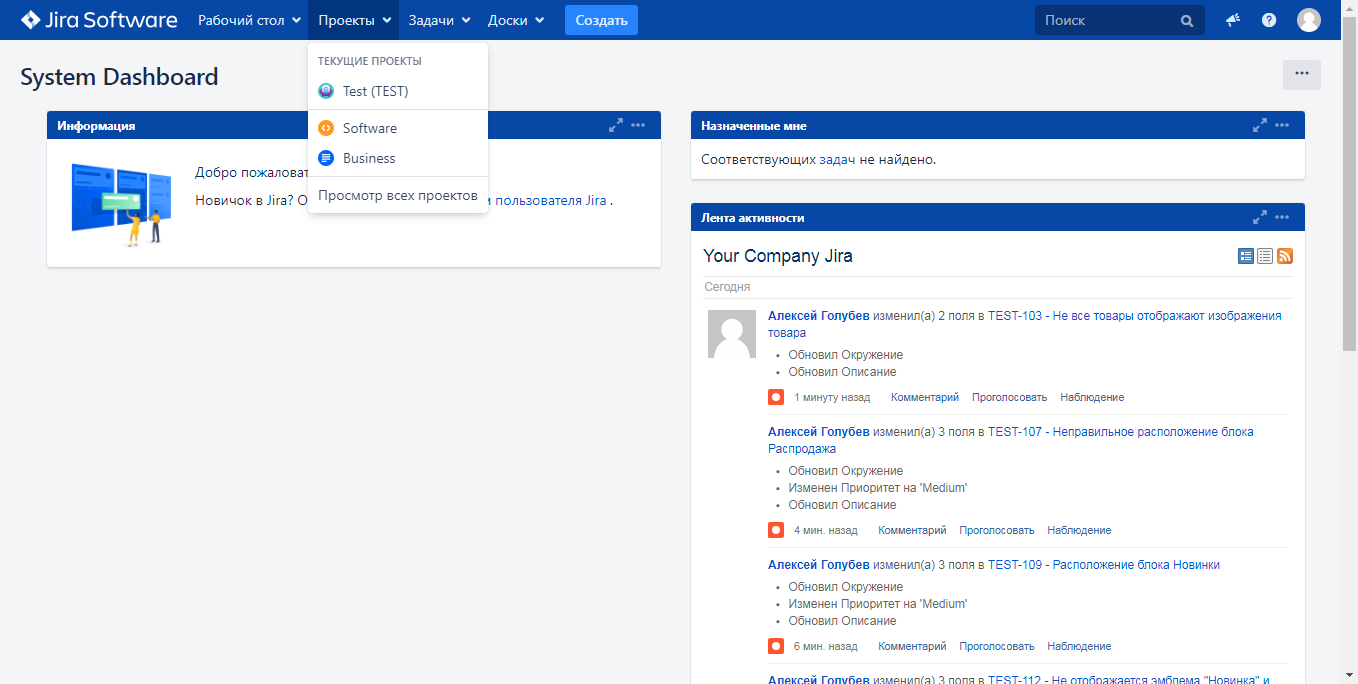 Jira Software Рабочий стол Проекты Задачи Доски Создать Поиск
ТЕКУЩИЕ ПРОЕКТЫ
Test (TEST)
Software
Business
Просмотр всех проектов
System Dashboard
Информация
Добро пожаловат
Новичок в Jira? О
пользователя Jira .
Назначенные мне
Соответствующих задач не найдено.
Лента активности
Your Company Jira
Сегодня
Алексей Голубев изменил(а) 2 поля в TEST-103 - Не все товары отображают изображения
товара
• Обновил Окружение
• Обновил Описание
1 минуту назад Комментарий Проголосовать Наблюдение
Алексей Голубев изменил(а) 3 поля в TEST-107 - Неправильное расположение блока
Распродажа
• Обновил Окружение
• Изменен Приоритет на 'Medium'
• Обновил Описание
4 мин. назад Комментарий Проголосовать Наблюдение
Алексей Голубев изменил(а) 3 поля в TEST-109 - Расположение блока Новинки
• Обновил Окружение
• Изменен Приоритет на 'Medium'
• Обновил Описание
6 мин. назад Комментарий Проголосовать Наблюдение
Алексей Голубев изменил(а) 3 поля в TEST-112 - Не отображается эмблема "Новинка" и